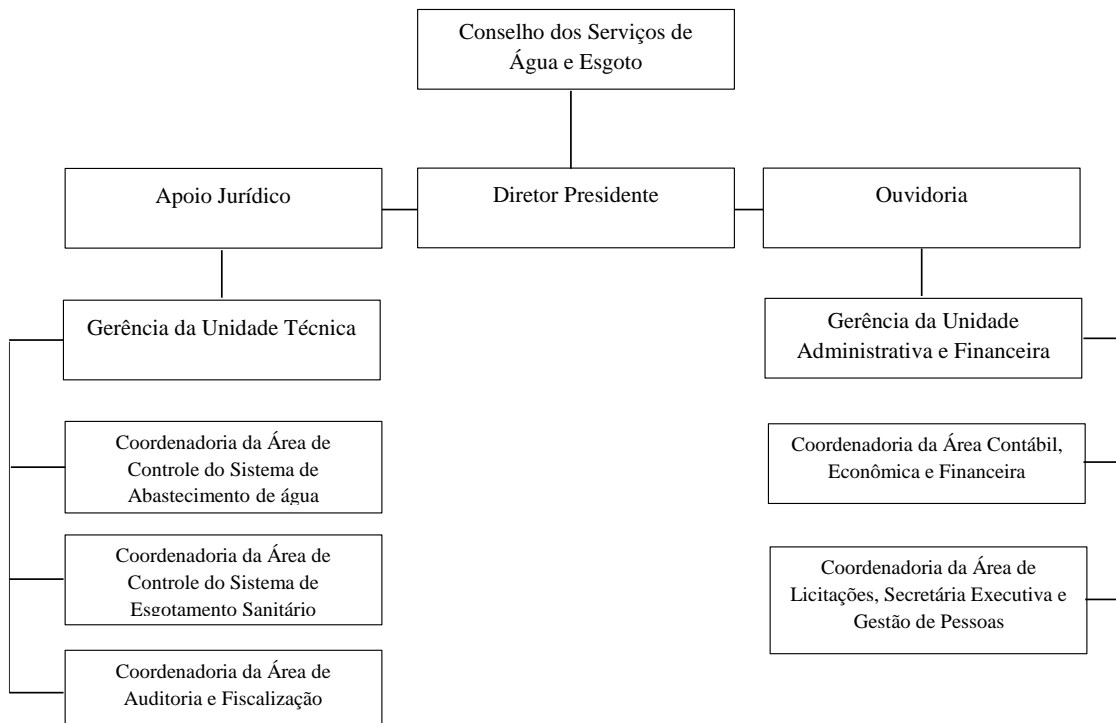 Conselho dos Serviços de
Água e Esgoto
Apoio Jurídico
Diretor Presidente
Ouvidoria
Gerência da Unidade Técnica
Gerência da Unidade
Administrativa e Financeira
Coordenadoria da Área de
Controle do Sistema de
Abastecimento de água
Coordenadoria da Área Contábil,
Econômica e Financeira
Coordenadoria da Área de
Controle do Sistema de
Esgotamento Sanitário
Coordenadoria da Área de
Licitações, Secretária Executiva e
Gestão de Pessoas
Coordenadoria da Área de
Auditoria e Fiscalização